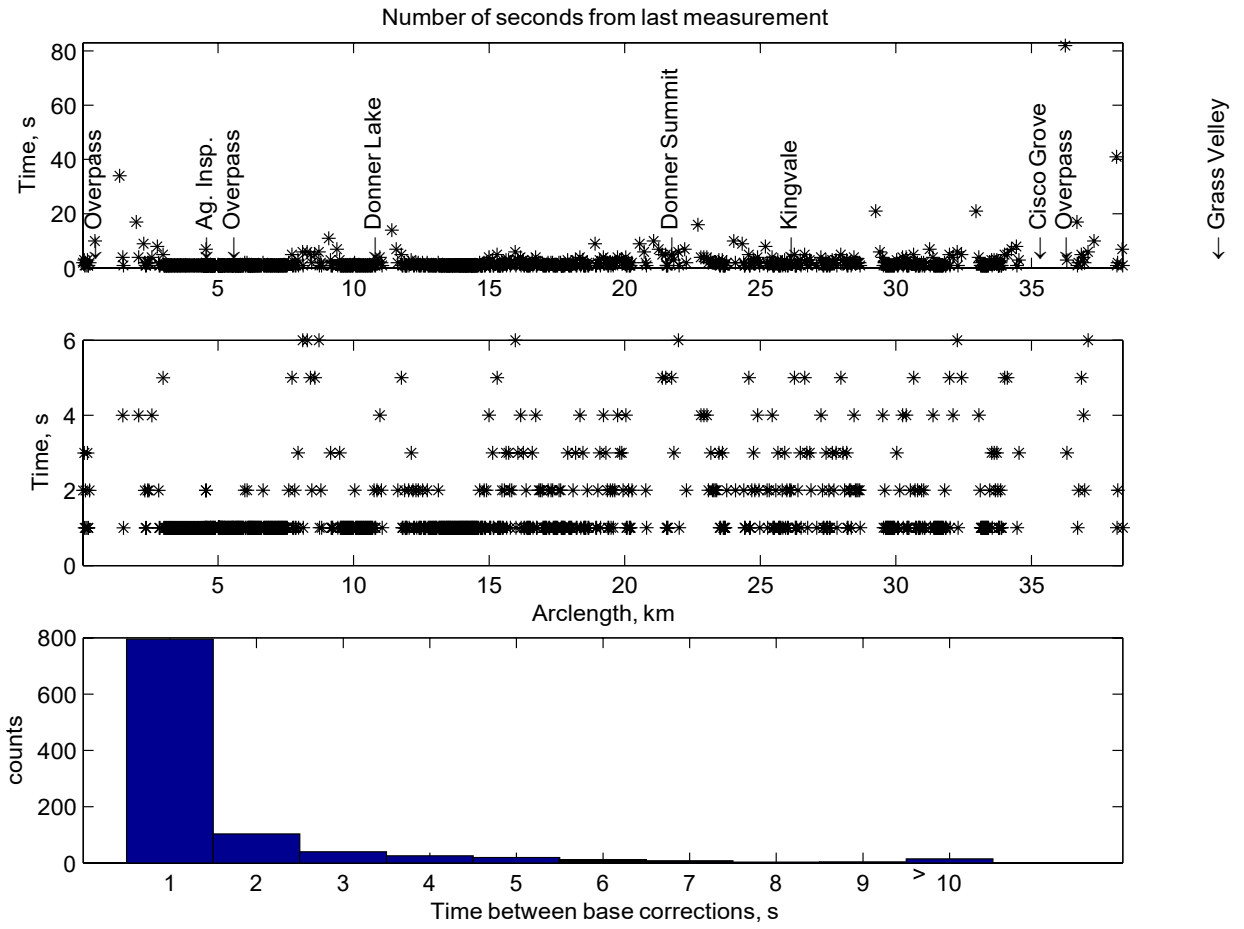 Number of seconds from last measurement
80
60
40
20
0
Time, s
Overpass
Ag. Insp.
Overpass
Donner Lake
Donner Summit
Kingvale
Cisco Grove
Overpass
Grass Velley
5 10 15 20 25 30 35
6
4
2
0
Time, s
5 10 15 20 25 30 35
Arclength, km
800
600
400
200
0
counts
1 2 3 4 5 6 7 8 9 > 10
Time between base corrections, s